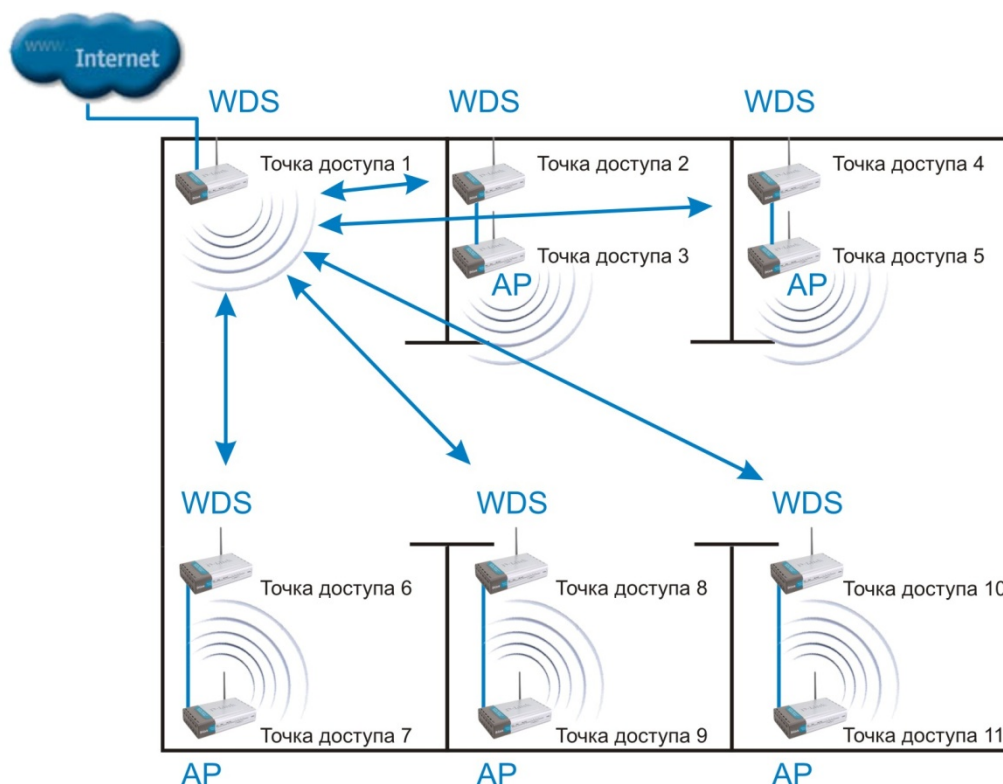 www.
Internet
WDS
WDS
WDS
Точка доступа 1
Точка доступа 2
Точка доступа 4
Точка доступа 3
Точка доступа 5
AP
AP
WDS
WDS
WDS
Точка доступа 6
Точка доступа 8
Точка доступа 10
Точка доступа 7
Точка доступа 9
Точка доступа 11
AP
AP
AP